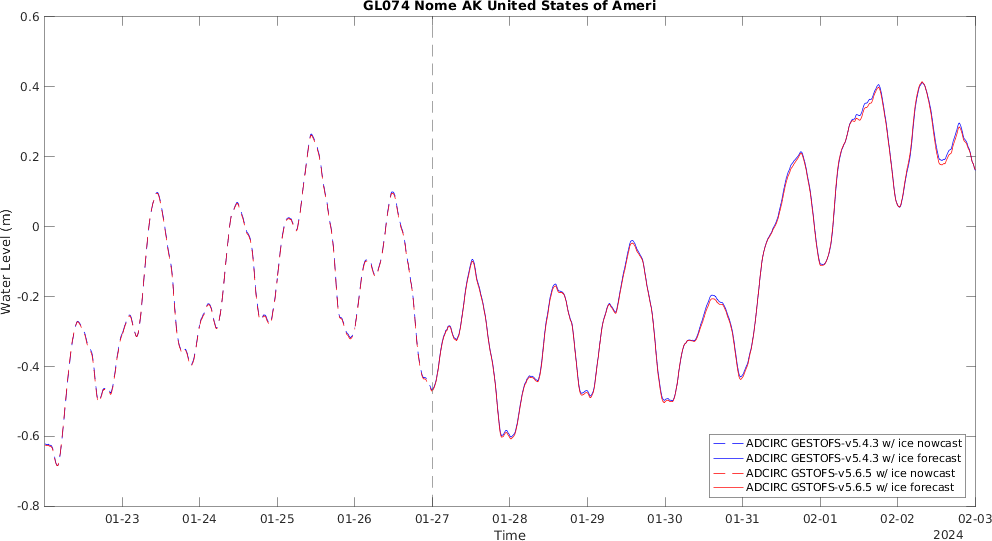 GL074 Nome AK United States of Ameri
0.6
0.4
0.2
0
-0.2
-0.4
-0.6
-0.8
Water Level (m)
ADCIRC GESTOFS-v5.4.3 w/ ice nowcast
ADCIRC GESTOFS-v5.4.3 w/ ice forecast
ADCIRC GSTOFS-v5.6.5 w/ ice nowcast
ADCIRC GSTOFS-v5.6.5 w/ ice forecast
01-23 01-24 01-25 01-26 01-27 01-28 01-29 01-30 01-31 02-01 02-02 02-03
Time
2024